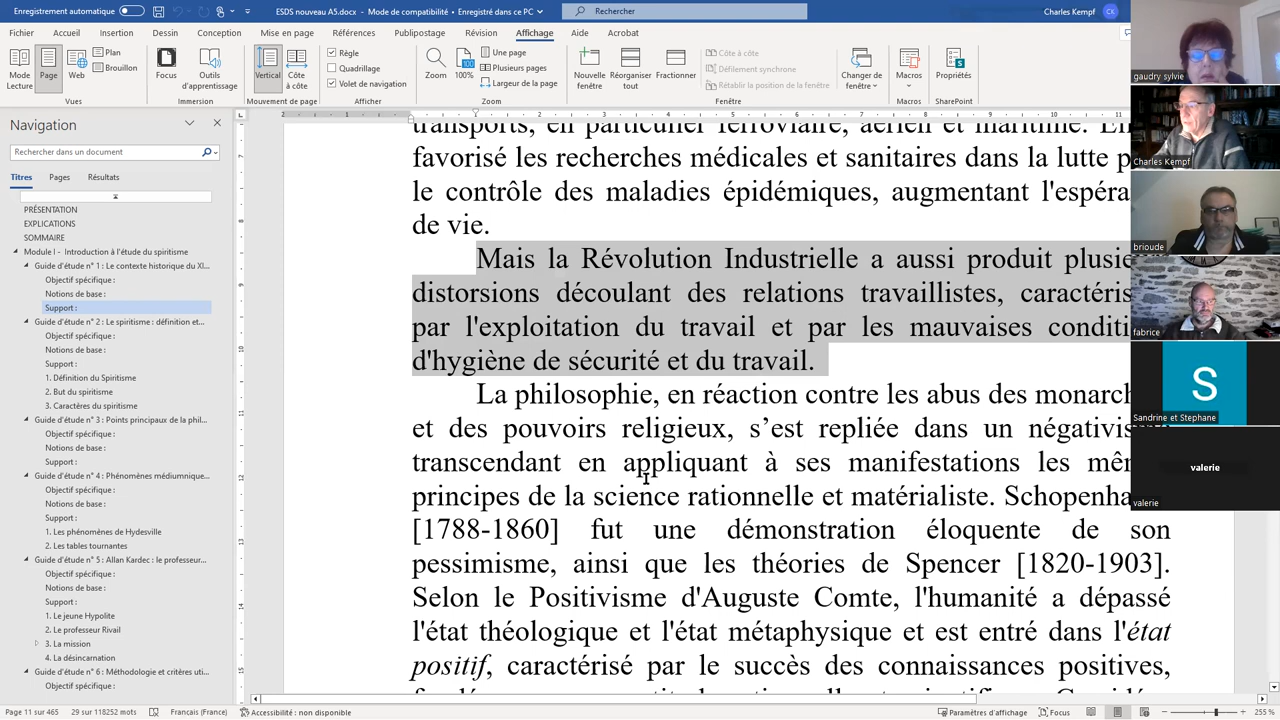 Enregistrement automatique
ESDS nouveau A5.docx - Mode de compatibilité • Enregistré dans ce PC
Rechercher
Charles Kempf
CK
Fichier Accueil Insertion Dessin Conception Mise en page Références Publipostage Révision Affichage Aide Acrobat
Mode Lecture
Page
Web
Plan
Brouillon
Vues
Focus
Outils d'apprentissage
Immersion
Vertical
Côte à côte
Mouvement de page
Règle
Quadrillage
Volet de navigation
Afficher
Zoom
100
100%
Une page
Plusieurs pages
Largeur de la page
Zoom
Nouvelle fenêtre
Réorganiser tout
Fractionner
Côte à côte
Défilement synchrone
Rétablir la position de la fenêtre
Fenêtre
Changer de fenêtre
Macros
Macros
Propriétés
SharePoint
Navigation
Rechercher dans un document
Titres Pages Résultats
PRÉSENTATION
EXPLICATIONS
SOMMAIRE
Module I - Introduction à l'étude du spiritisme
Guide d'étude n° 1 : Le contexte historique du XI...
Objectif spécifique :
Notions de base :
Support :
Guide d'étude n° 2 : Le spiritisme : définition et...
Objectif spécifique :
Notions de base :
Support :
1. Définition du Spiritisme
2. But du spiritisme
3. Caractères du spiritisme
Guide d'étude n° 3 : Points principaux de la phil...
Objectif spécifique :
Notions de base :
Support :
Guide d'étude n° 4 : Phénomènes médiumnique...
Objectif spécifique :
Notions de base :
Support :
1. Les phénomènes de Hydesville
2. Les tables tournantes
Guide d'étude n° 5 : Allan Kardec : le professeur...
Objectif spécifique :
Notions de base :
Support :
1. Le jeune Hypolite
2. Le professeur Rivail
3. La mission
4. La désincarnation
Guide d'étude n° 6 : Méthodologie et critères uti...
Objectif spécifique :
transports, en particulier ferroviaire, aérien et maritime.
favorisé les recherches médicales et sanitaires dans la lutte
le contrôle des maladies épidémiques, augmentant l'espéra
de vie.
Mais la Révolution Industrielle a aussi produit plusie
distorsions découlant des relations travaillistes, caractéris
par l'exploitation du travail et par les mauvaises conditi
d'hygiène de sécurité et du travail.
La philosophie, en réaction contre les abus des monarch
et des pouvoirs religieux, s’est repliée dans un négativis
transcendant en appliquant à ses manifestations les mêm
principes de la science rationnelle et matérialiste. Schopenha
[1788-1860] fut une démonstration éloquente de son
pessimisme, ainsi que les théories de Spencer [1820-1903].
Selon le Positivisme d'Auguste Comte, l'humanité a dépassé
l'état théologique et l'état métaphysique et est entré dans l'état
positif, caractérisé par le succès des connaissances positives,
gaudry sylvie
Charles Kempf
brioude
fabrice
S
Sandrine et Stephane
valerie
valerie
Page 11 sur 465 29 sur 118252 mots Français (France) Accessibilité : non disponible Paramètres d'affichage Focus 255 %